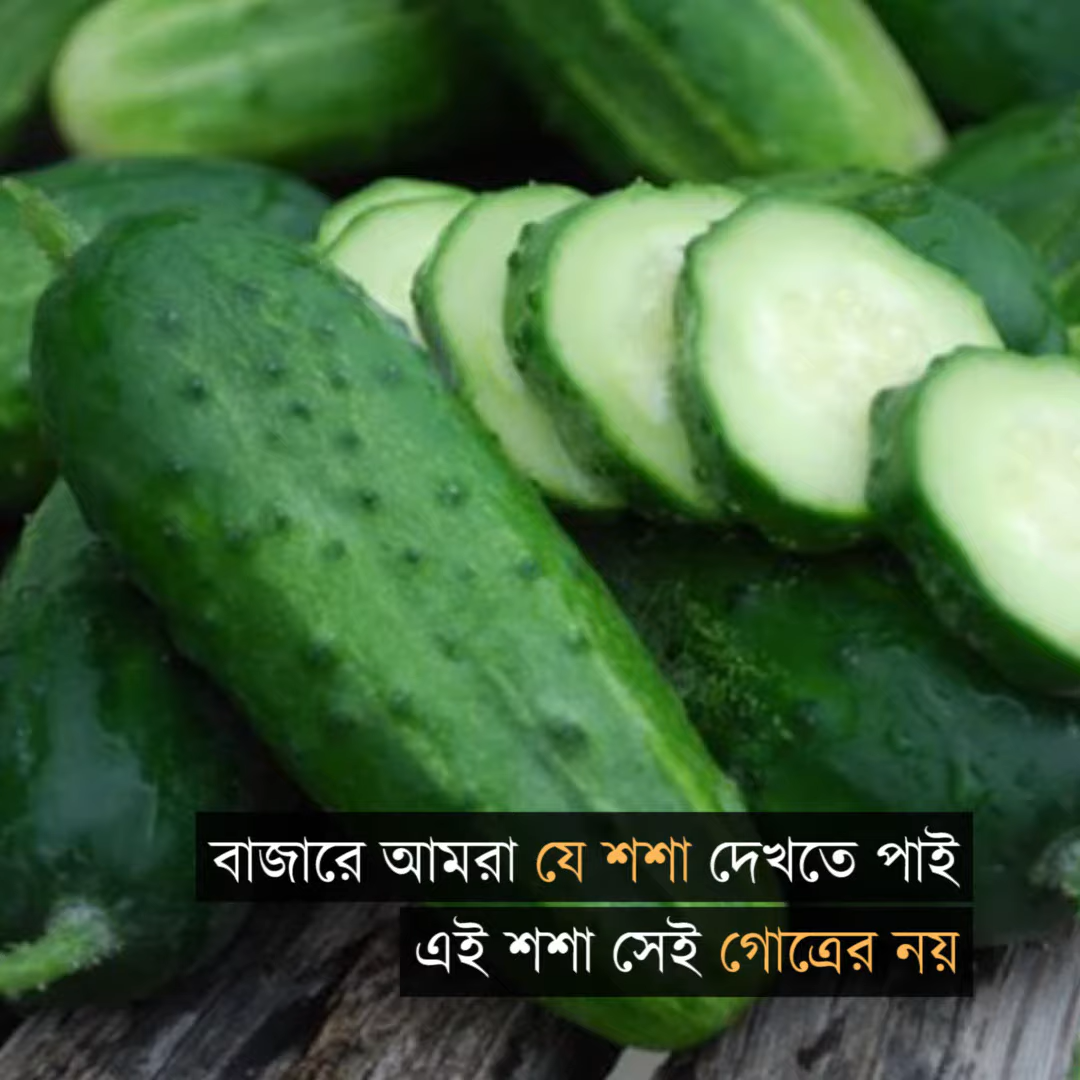 বাজারে আমরা যে শশা দেখতে পাই
এই শশা সেই গোত্রের নয়